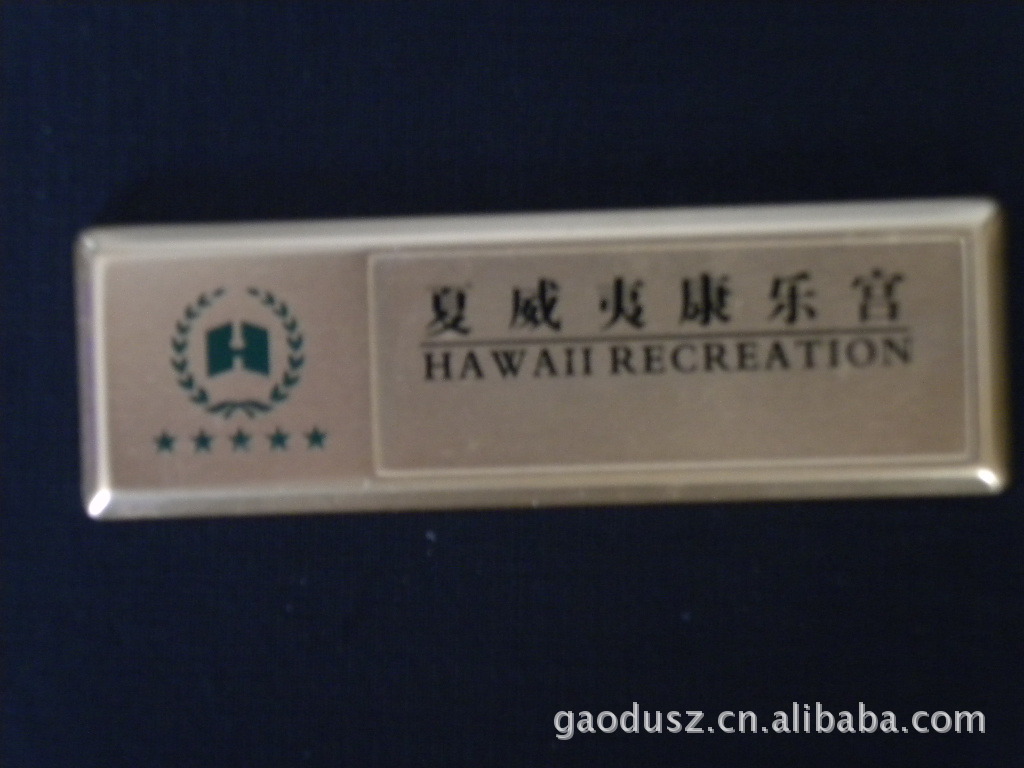 夏威夷康乐宫
HAWAII RECREATION
gaodusz.cn.alibaba.com